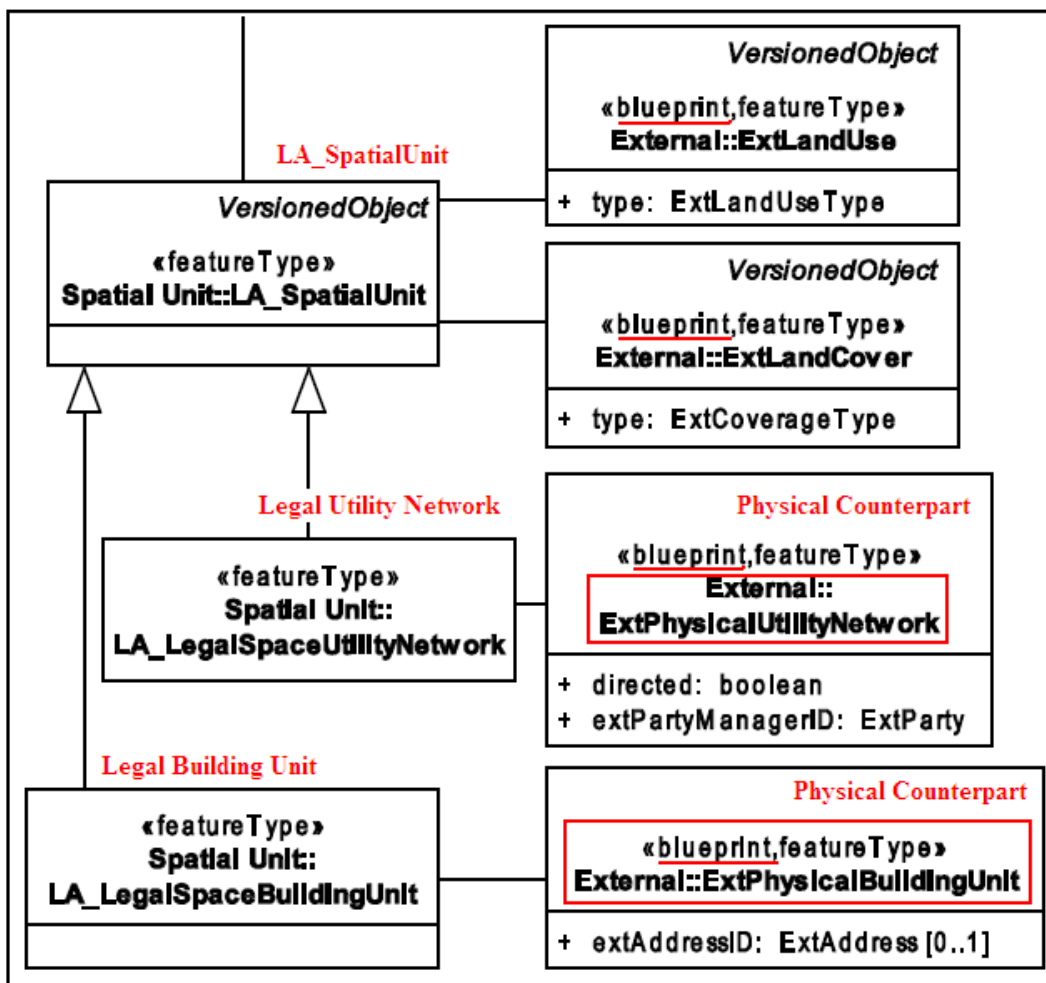 VersionedObject
«blueprint,featureType»
External::ExtLandUse
+ type: ExtLandUseType
LA_SpatialUnit
VersionedObject
«featureType»
Spatial Unit::LA_SpatialUnit
VersionedObject
«blueprint,featureType»
External::ExtLandCover
+ type: ExtCoverageType
Legal Utility Network
«featureType»
Spatial Unit::
LA_LegalSpaceUtilityNetwork
Physical Counterpart
«blueprint,featureType»
External::
ExtPhysicalUtilityNetwork
+ directed: boolean
+ extPartyManagerID: ExtParty
Legal Building Unit
«featureType»
Spatial Unit::
LA_LegalSpaceBuildingUnit
Physical Counterpart
«blueprint,featureType»
External::ExtPhysicalBuildingUnit
+ extAddressID: ExtAddress [0..1]